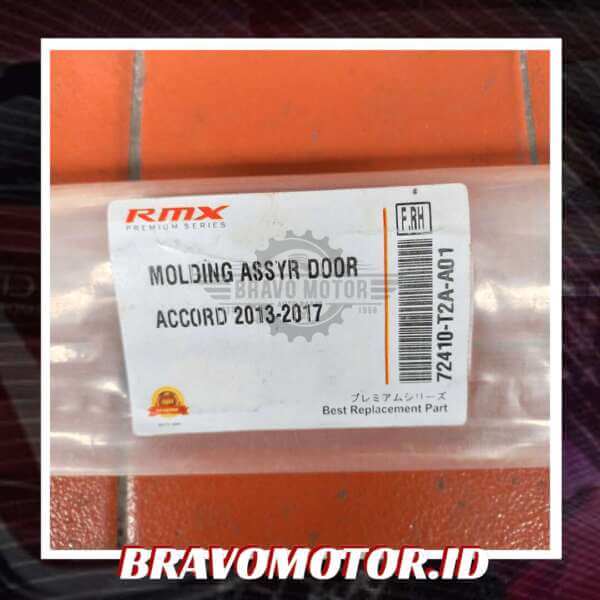 RMX
PREMIUM SERIES
#
F.RH
MOLDING ASSYR DOOR
ACCORD 2013-2017
BRAVO MOTOR
1998
72410-T2A-A01
プレミアムシリーズ
Best Replacement Part
BRAVOMOTOR.ID